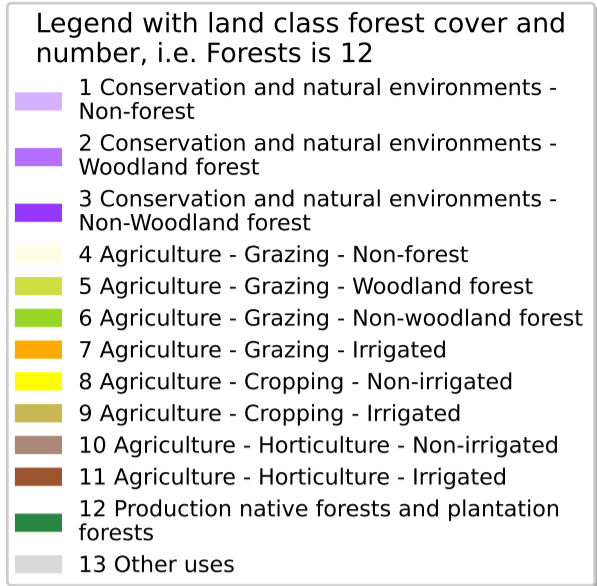 Legend with land class forest cover and
number, i.e. Forests is 12
1 Conservation and natural environments -
Non-forest
2 Conservation and natural environments -
Woodland forest
3 Conservation and natural environments -
Non-Woodland forest
4 Agriculture - Grazing - Non-forest
5 Agriculture - Grazing - Woodland forest
6 Agriculture - Grazing - Non-woodland forest
7 Agriculture - Grazing - Irrigated
8 Agriculture - Cropping - Non-irrigated
9 Agriculture - Cropping - Irrigated
10 Agriculture - Horticulture - Non-irrigated
11 Agriculture - Horticulture - Irrigated
12 Production native forests and plantation
forests
13 Other uses